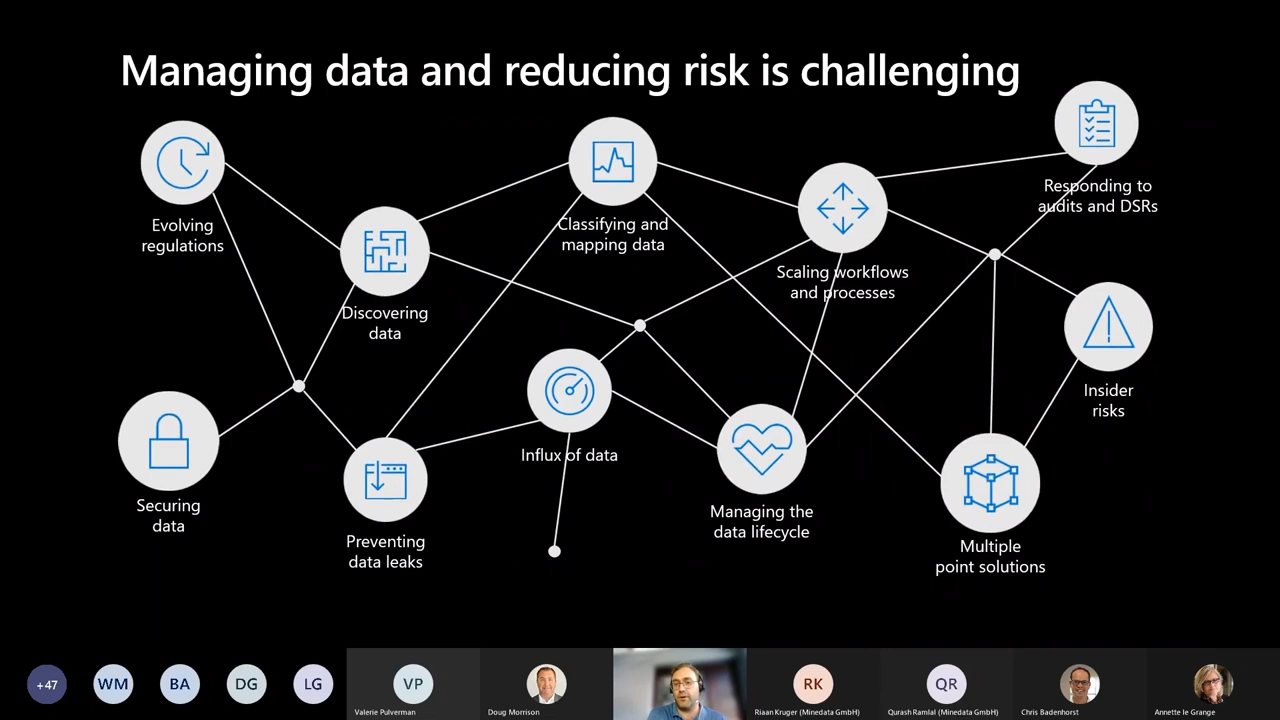 Managing data and reducing risk is challenging
Evolving
regulations
Discovering
data
Classifying and
mapping data
Scaling workflows
and processes
Responding to
audits and DSRs
Securing
data
Preventing
data leaks
Influx of data
Managing the
data lifecycle
Multiple
point solutions
Insider
risks
+47
WM
BA
DG
LG
VP
Valerie Pulverman
Doug Morrison
RK
Riaan Kruger (Minedata GmbH)
QR
Qurash Ramlal (Minedata GmbH)
Chris Badenhorst
Annette le Grange